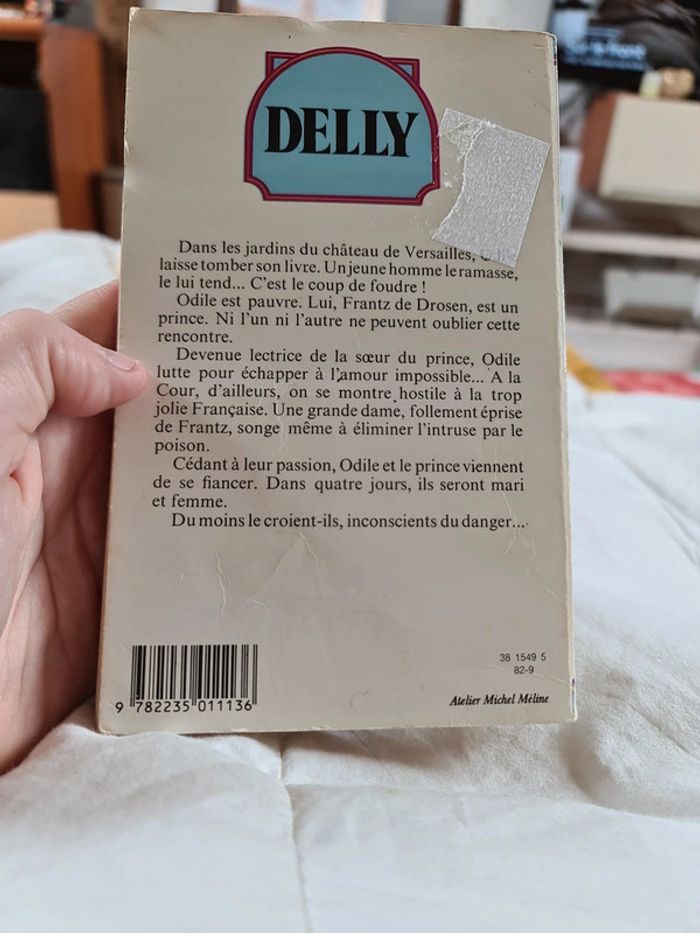 DELLY
Dans les jardins du château de Versailles,
laisse tomber son livre. Un jeune homme le ramasse,
le lui tend... C'est le coup de foudre !
Odile est pauvre. Lui, Frantz de Drosen, est un
prince. Ni l'un ni l'autre ne peuvent oublier cette
rencontre.
Devenue lectrice de la sœur du prince, Odile
lutte pour échapper à l'amour impossible... A la
Cour, d'ailleurs, on se montre hostile à la trop
jolie Française. Une grande dame, follement éprise
de Frantz, songe même à éliminer l'intruse par le
poison.
Cédant à leur passion, Odile et le prince viennent
de se fiancer. Dans quatre jours, ils seront mari
et femme.
Du moins le croient-ils, inconscients du danger...
38 1549 5
82-9
Atelier Michel Méline
9 782235 011136